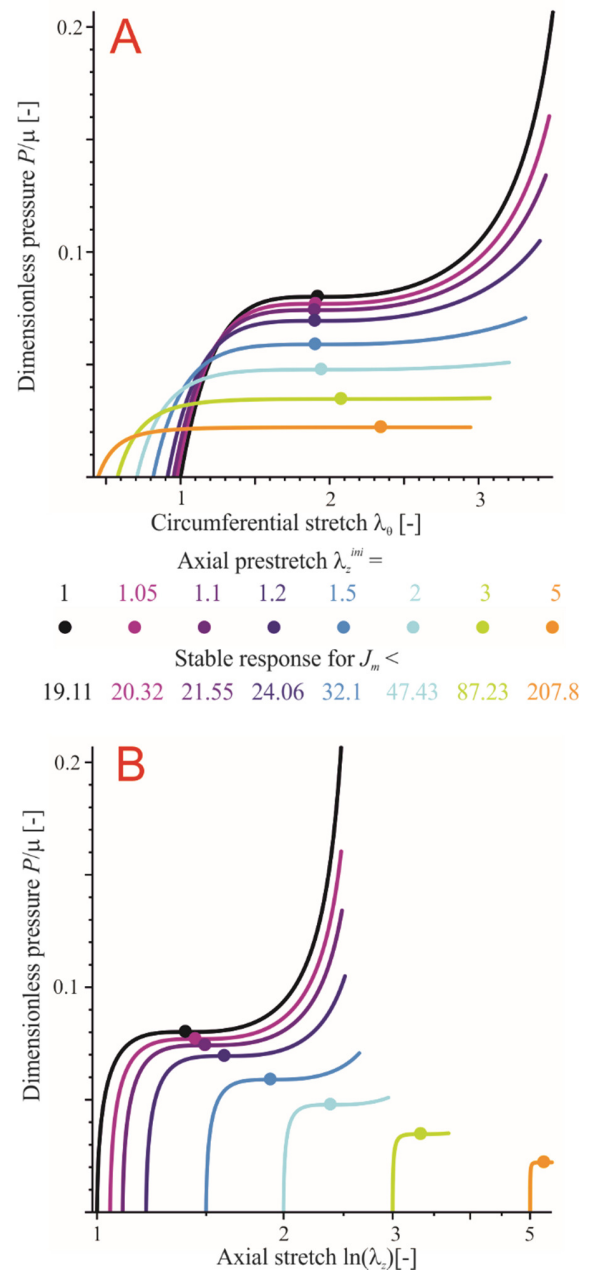 A
0.2
0.1
Dimensionless pressure P/μ [-]
1 2 3
Circumferential stretch λθ [-]
Axial prestretch λz^ini =
1 1.05 1.1 1.2 1.5 2 3 5
Stable response for Jm <
19.11 20.32 21.55 24.06 32.1 47.43 87.23 207.8
B
0.2
0.1
Dimensionless pressure P/μ [-]
1 2 3 5
Axial stretch ln(λz)[-]